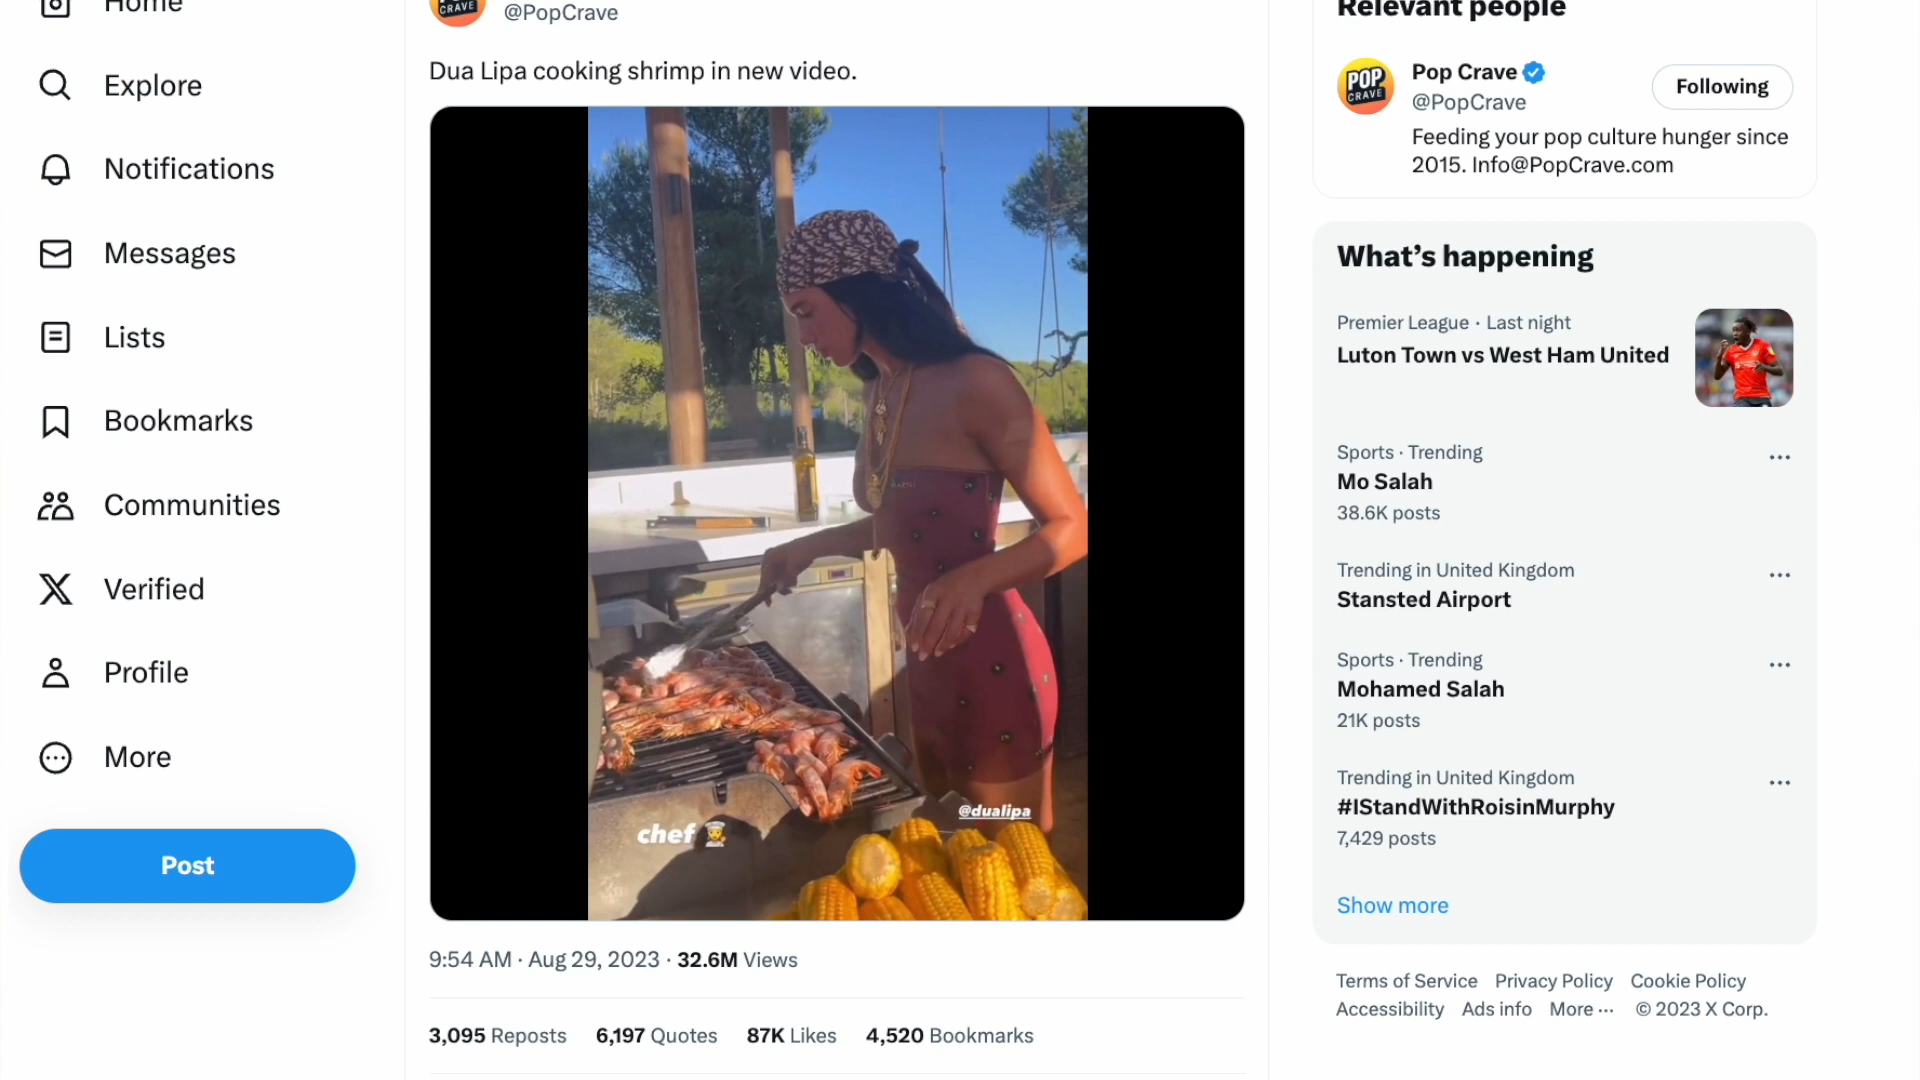 Home
Explore
Notifications
Messages
Lists
Bookmarks
Communities
Verified
Profile
More
Post
CRAVE
@PopCrave
Dua Lipa cooking shrimp in new video.
chef
@dualipa
9:54 AM · Aug 29, 2023 · 32.6M Views
3,095 Reposts 6,197 Quotes 87K Likes 4,520 Bookmarks
Relevant people
POP
CRAVE
Pop Crave
@PopCrave
Following
Feeding your pop culture hunger since
2015. Info@PopCrave.com
What’s happening
Premier League · Last night
Luton Town vs West Ham United
Sports · Trending
Mo Salah
38.6K posts
Trending in United Kingdom
Stansted Airport
Sports · Trending
Mohamed Salah
21K posts
Trending in United Kingdom
#IStandWithRoisinMurphy
7,429 posts
Show more
Terms of Service Privacy Policy Cookie Policy
Accessibility Ads info More ··· © 2023 X Corp.